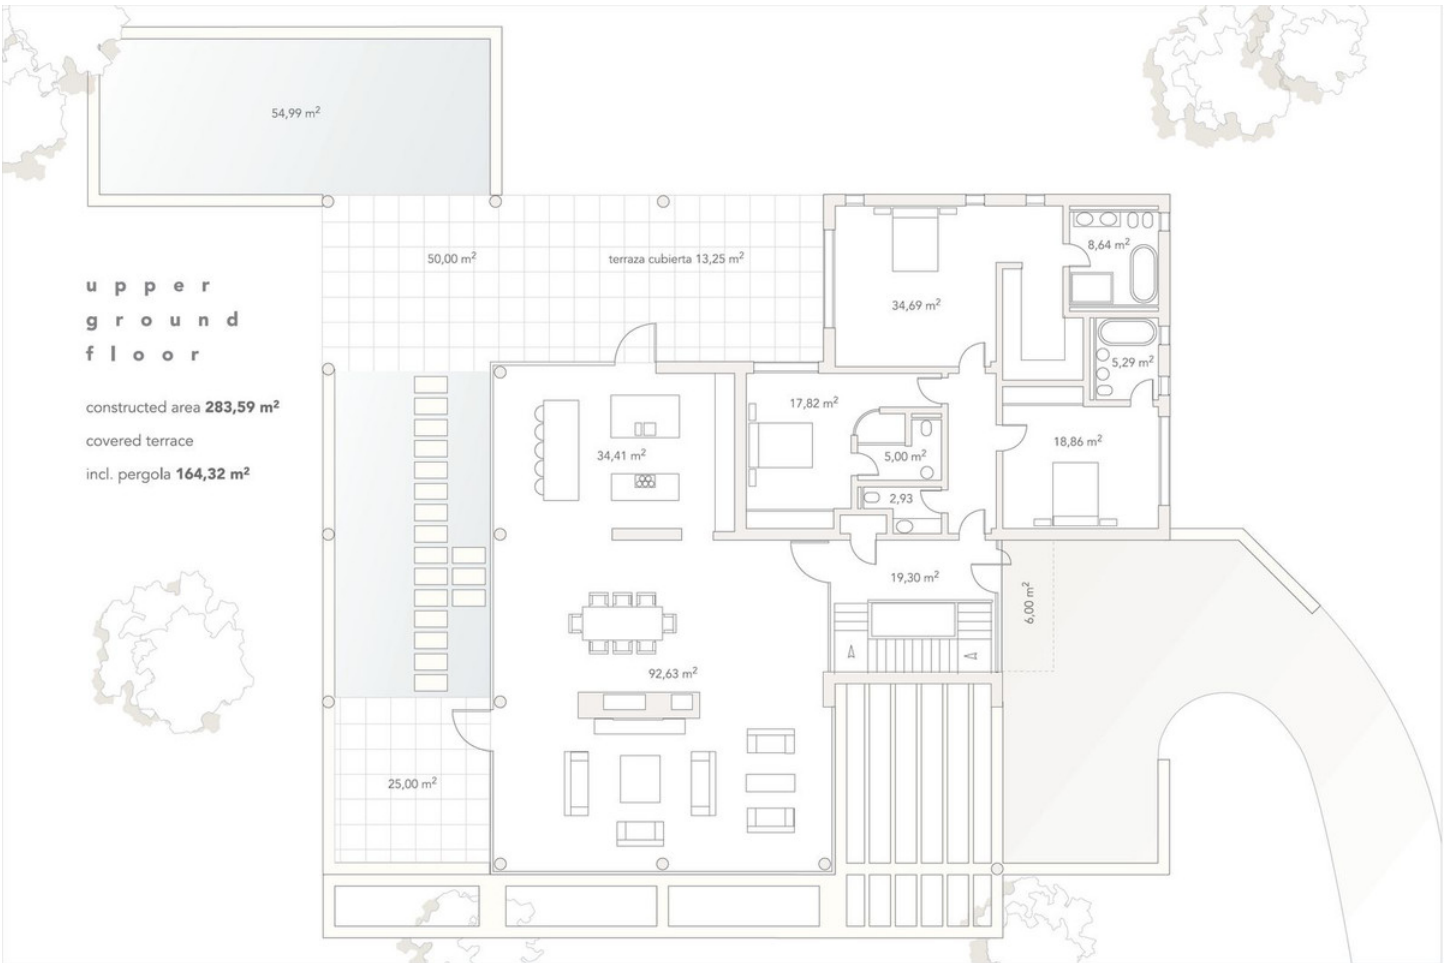 54,99 m²
50,00 m²
terraza cubierta 13,25 m²
8,64 m²
upper
ground
floor
34,69 m²
5,29 m²
constructed area 283,59 m²
covered terrace
incl. pergola 164,32 m²
17,82 m²
34,41 m²
5,00 m²
18,86 m²
2,93
19,30 m²
6,00 m²
92,63 m²
25,00 m²